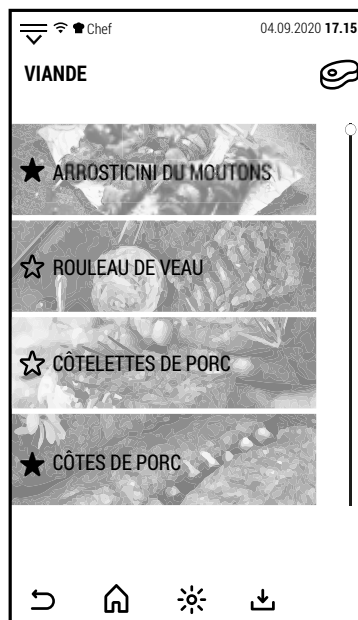 Chef 04.09.2020 17.15
VIANDE
ARROSTICINI DU MOUTONS
ROULEAU DE VEAU
CÔTELETTES DE PORC
CÔTES DE PORC